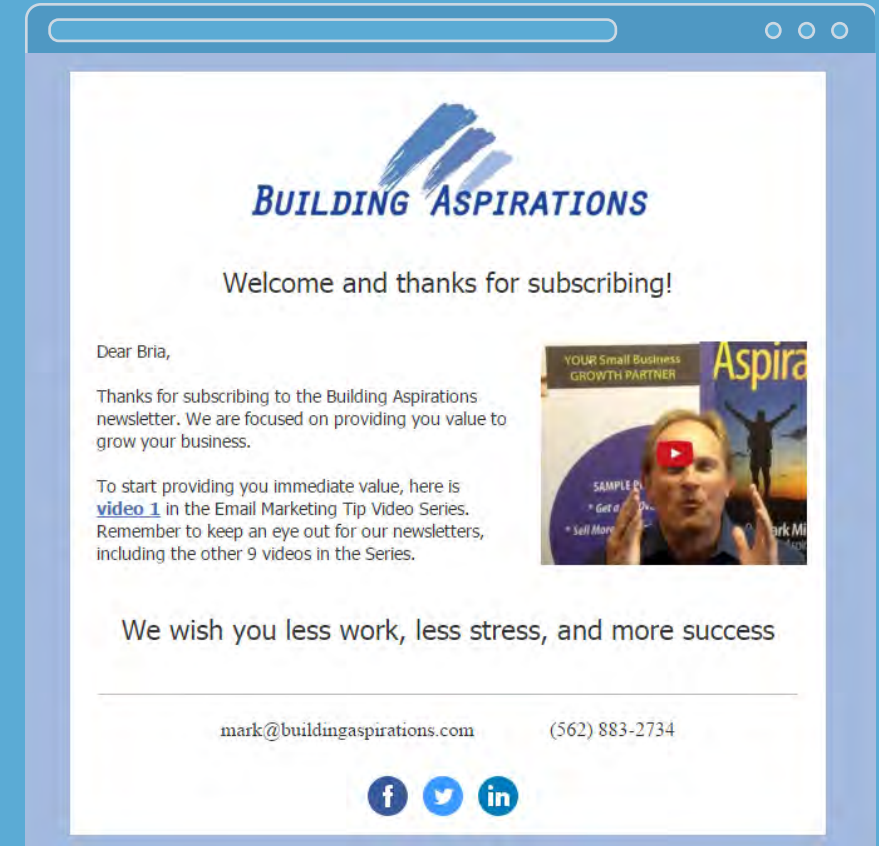 BUILDING ASPIRATIONS
Welcome and thanks for subscribing!
Dear Bria,
Thanks for subscribing to the Building Aspirations
newsletter. We are focused on providing you value to
grow your business.
To start providing you immediate value, here is
video 1 in the Email Marketing Tip Video Series.
Remember to keep an eye out for our newsletters,
including the other 9 videos in the Series.
YOUR Small Business
GROWTH PARTNER
Aspira
SAMPLE
* Get a
* Sell More
We wish you less work, less stress, and more success
mark@buildingaspirations.com (562) 883-2734
f
in